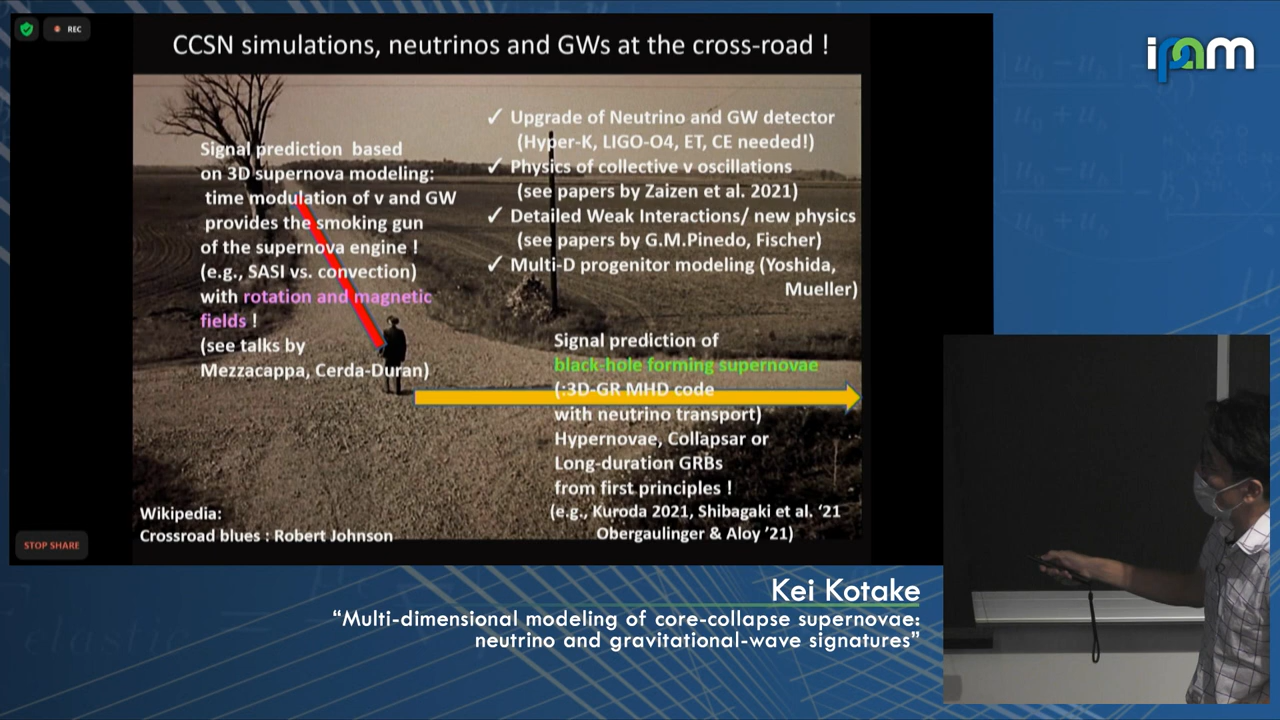 REC
ipam
CCSN simulations, neutrinos and GWs at the cross-road !
Signal prediction based
on 3D supernova modeling:
time modulation of ν and GW
provides the smoking gun
of the supernova engine !
(e.g., SASI vs. convection)
with rotation and magnetic
fields !
(see talks by
Mezzacappa, Cerda-Duran)
✓ Upgrade of Neutrino and GW detector
(Hyper-K, LIGO-O4, ET, CE needed!)
✓ Physics of collective ν oscillations
(see papers by Zaizen et al. 2021)
✓ Detailed Weak Interactions/ new physics
(see papers by G.M.Pinedo, Fischer)
✓ Multi-D progenitor modeling (Yoshida,
Mueller)
Signal prediction of
black-hole forming supernovae
(:3D-GR MHD code
with neutrino transport)
Hypernovae, Collapsar or
Long-duration GRBs
from first principles !
(e.g., Kuroda 2021, Shibagaki et al. ‘21
Obergaulinger & Aloy ’21)
Wikipedia:
Crossroad blues : Robert Johnson
STOP SHARE
Kei Kotake
“Multi-dimensional modeling of core-collapse supernovae:
neutrino and gravitational-wave signatures”
elastic